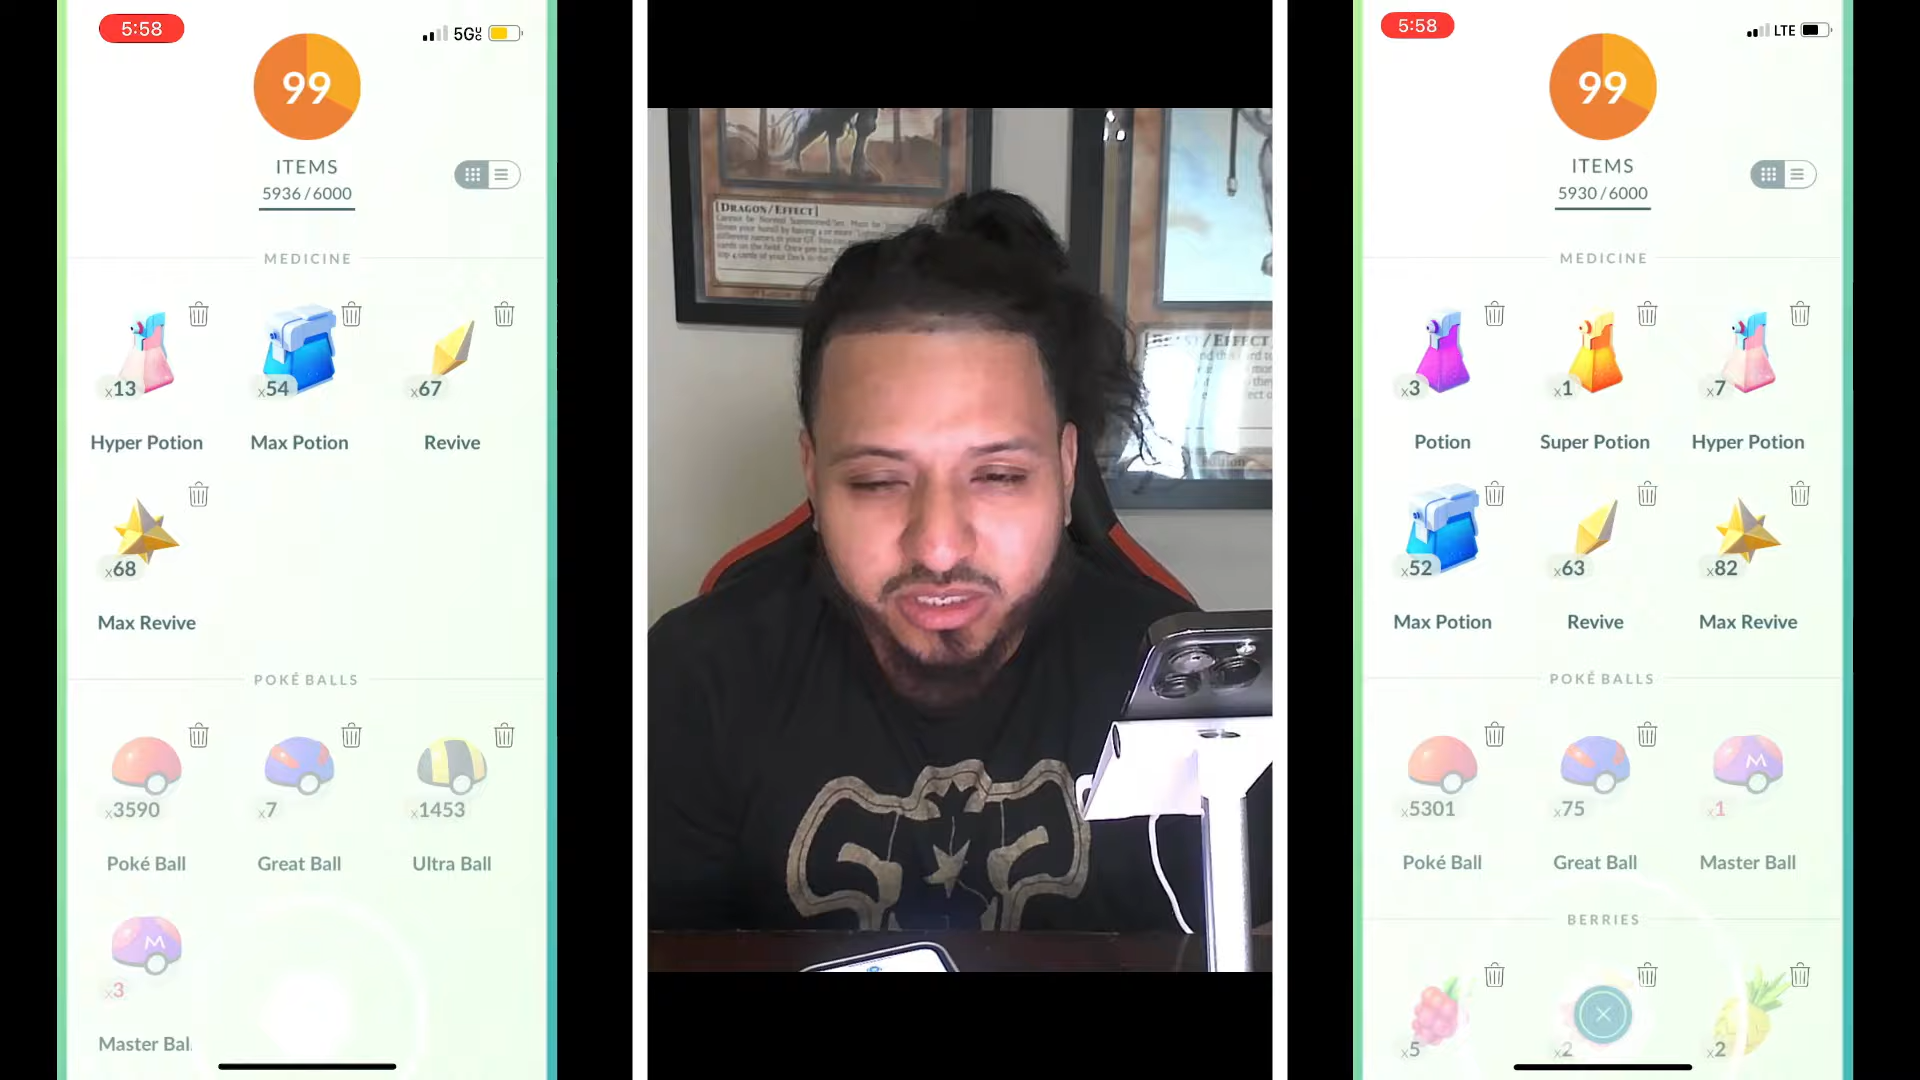 5:58
5G
99
ITEMS
5936/6000
MEDICINE
x13
x54
x67
Hyper Potion
Max Potion
Revive
x68
Max Revive
POKÉ BALLS
x3590
x7
x1453
Poké Ball
Great Ball
Ultra Ball
M
x3
Master Bal
[DRAGON/EFFECT]
/EFFECT
5:58
LTE
99
ITEMS
5930/6000
MEDICINE
x3
x1
x7
Potion
Super Potion
Hyper Potion
x52
x63
x82
Max Potion
Revive
Max Revive
POKÉ BALLS
M
x5301
x75
x1
Poké Ball
Great Ball
Master Ball
BERRIES
x5
x2
x2